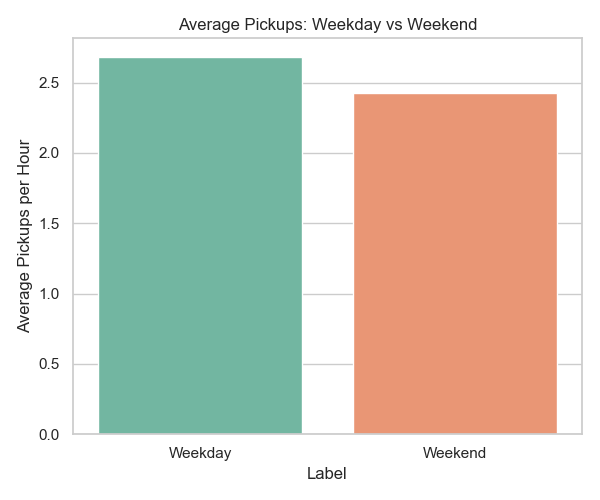 Average Pickups: Weekday vs Weekend
Average Pickups per Hour
2.5
2.0
1.5
1.0
0.5
0.0
Weekday
Weekend
Label